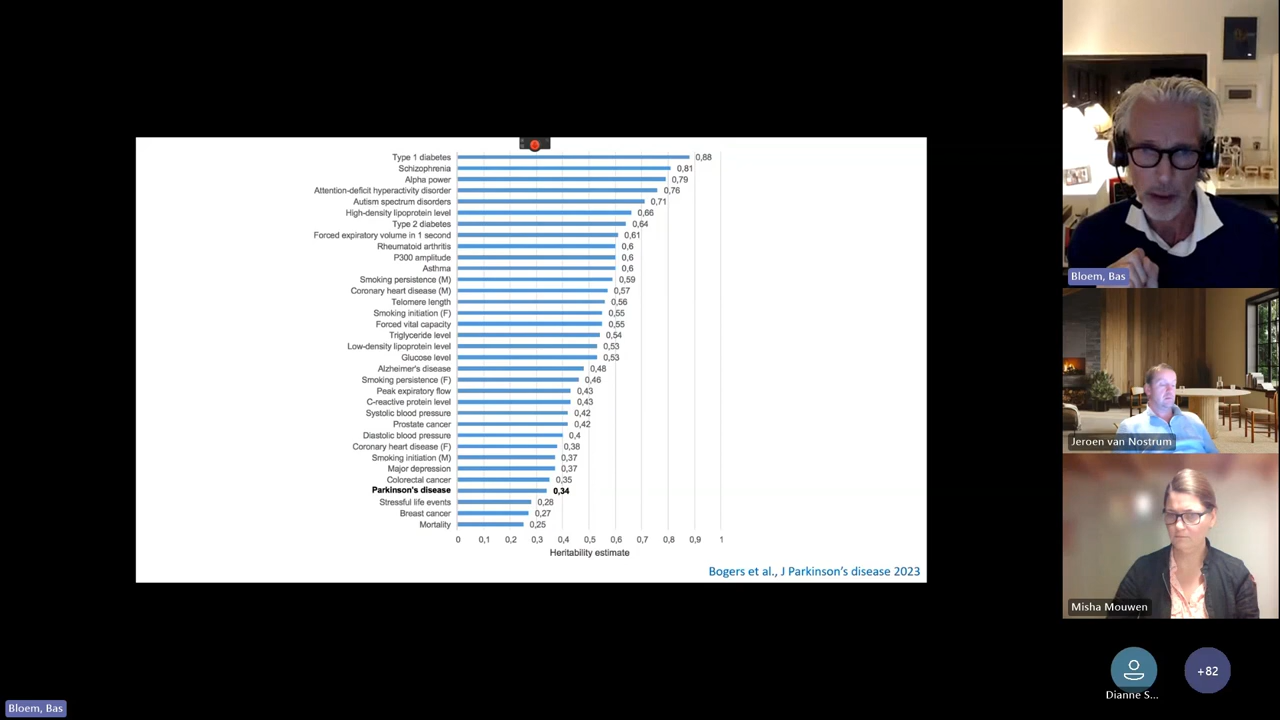 Type 1 diabetes 0,88
Schizophrenia 0,81
Alpha power 0,79
Attention-deficit hyperactivity disorder 0,76
Autism spectrum disorders 0,71
High-density lipoprotein level 0,66
Type 2 diabetes 0,64
Forced expiratory volume in 1 second 0,61
Rheumatoid arthritis 0,6
P300 amplitude 0,6
Asthma 0,6
Smoking persistence (M) 0,59
Coronary heart disease (M) 0,57
Telomere length 0,56
Smoking initiation (F) 0,55
Forced vital capacity 0,55
Triglyceride level 0,54
Low-density lipoprotein level 0,53
Glucose level 0,53
Alzheimer's disease 0,48
Smoking persistence (F) 0,46
Peak expiratory flow 0,43
C-reactive protein level 0,43
Systolic blood pressure 0,42
Prostate cancer 0,42
Diastolic blood pressure 0,4
Coronary heart disease (F) 0,38
Smoking initiation (M) 0,37
Major depression 0,37
Colorectal cancer 0,35
Parkinson's disease 0,34
Stressful life events 0,28
Breast cancer 0,27
Mortality 0,25
0 0,1 0,2 0,3 0,4 0,5 0,6 0,7 0,8 0,9 1
Heritability estimate
Bogers et al., J Parkinson's disease 2023
Bloem, Bas
Jeroen van Nostrum
Misha Mouwen
Dianne S...
+82
Bloem, Bas